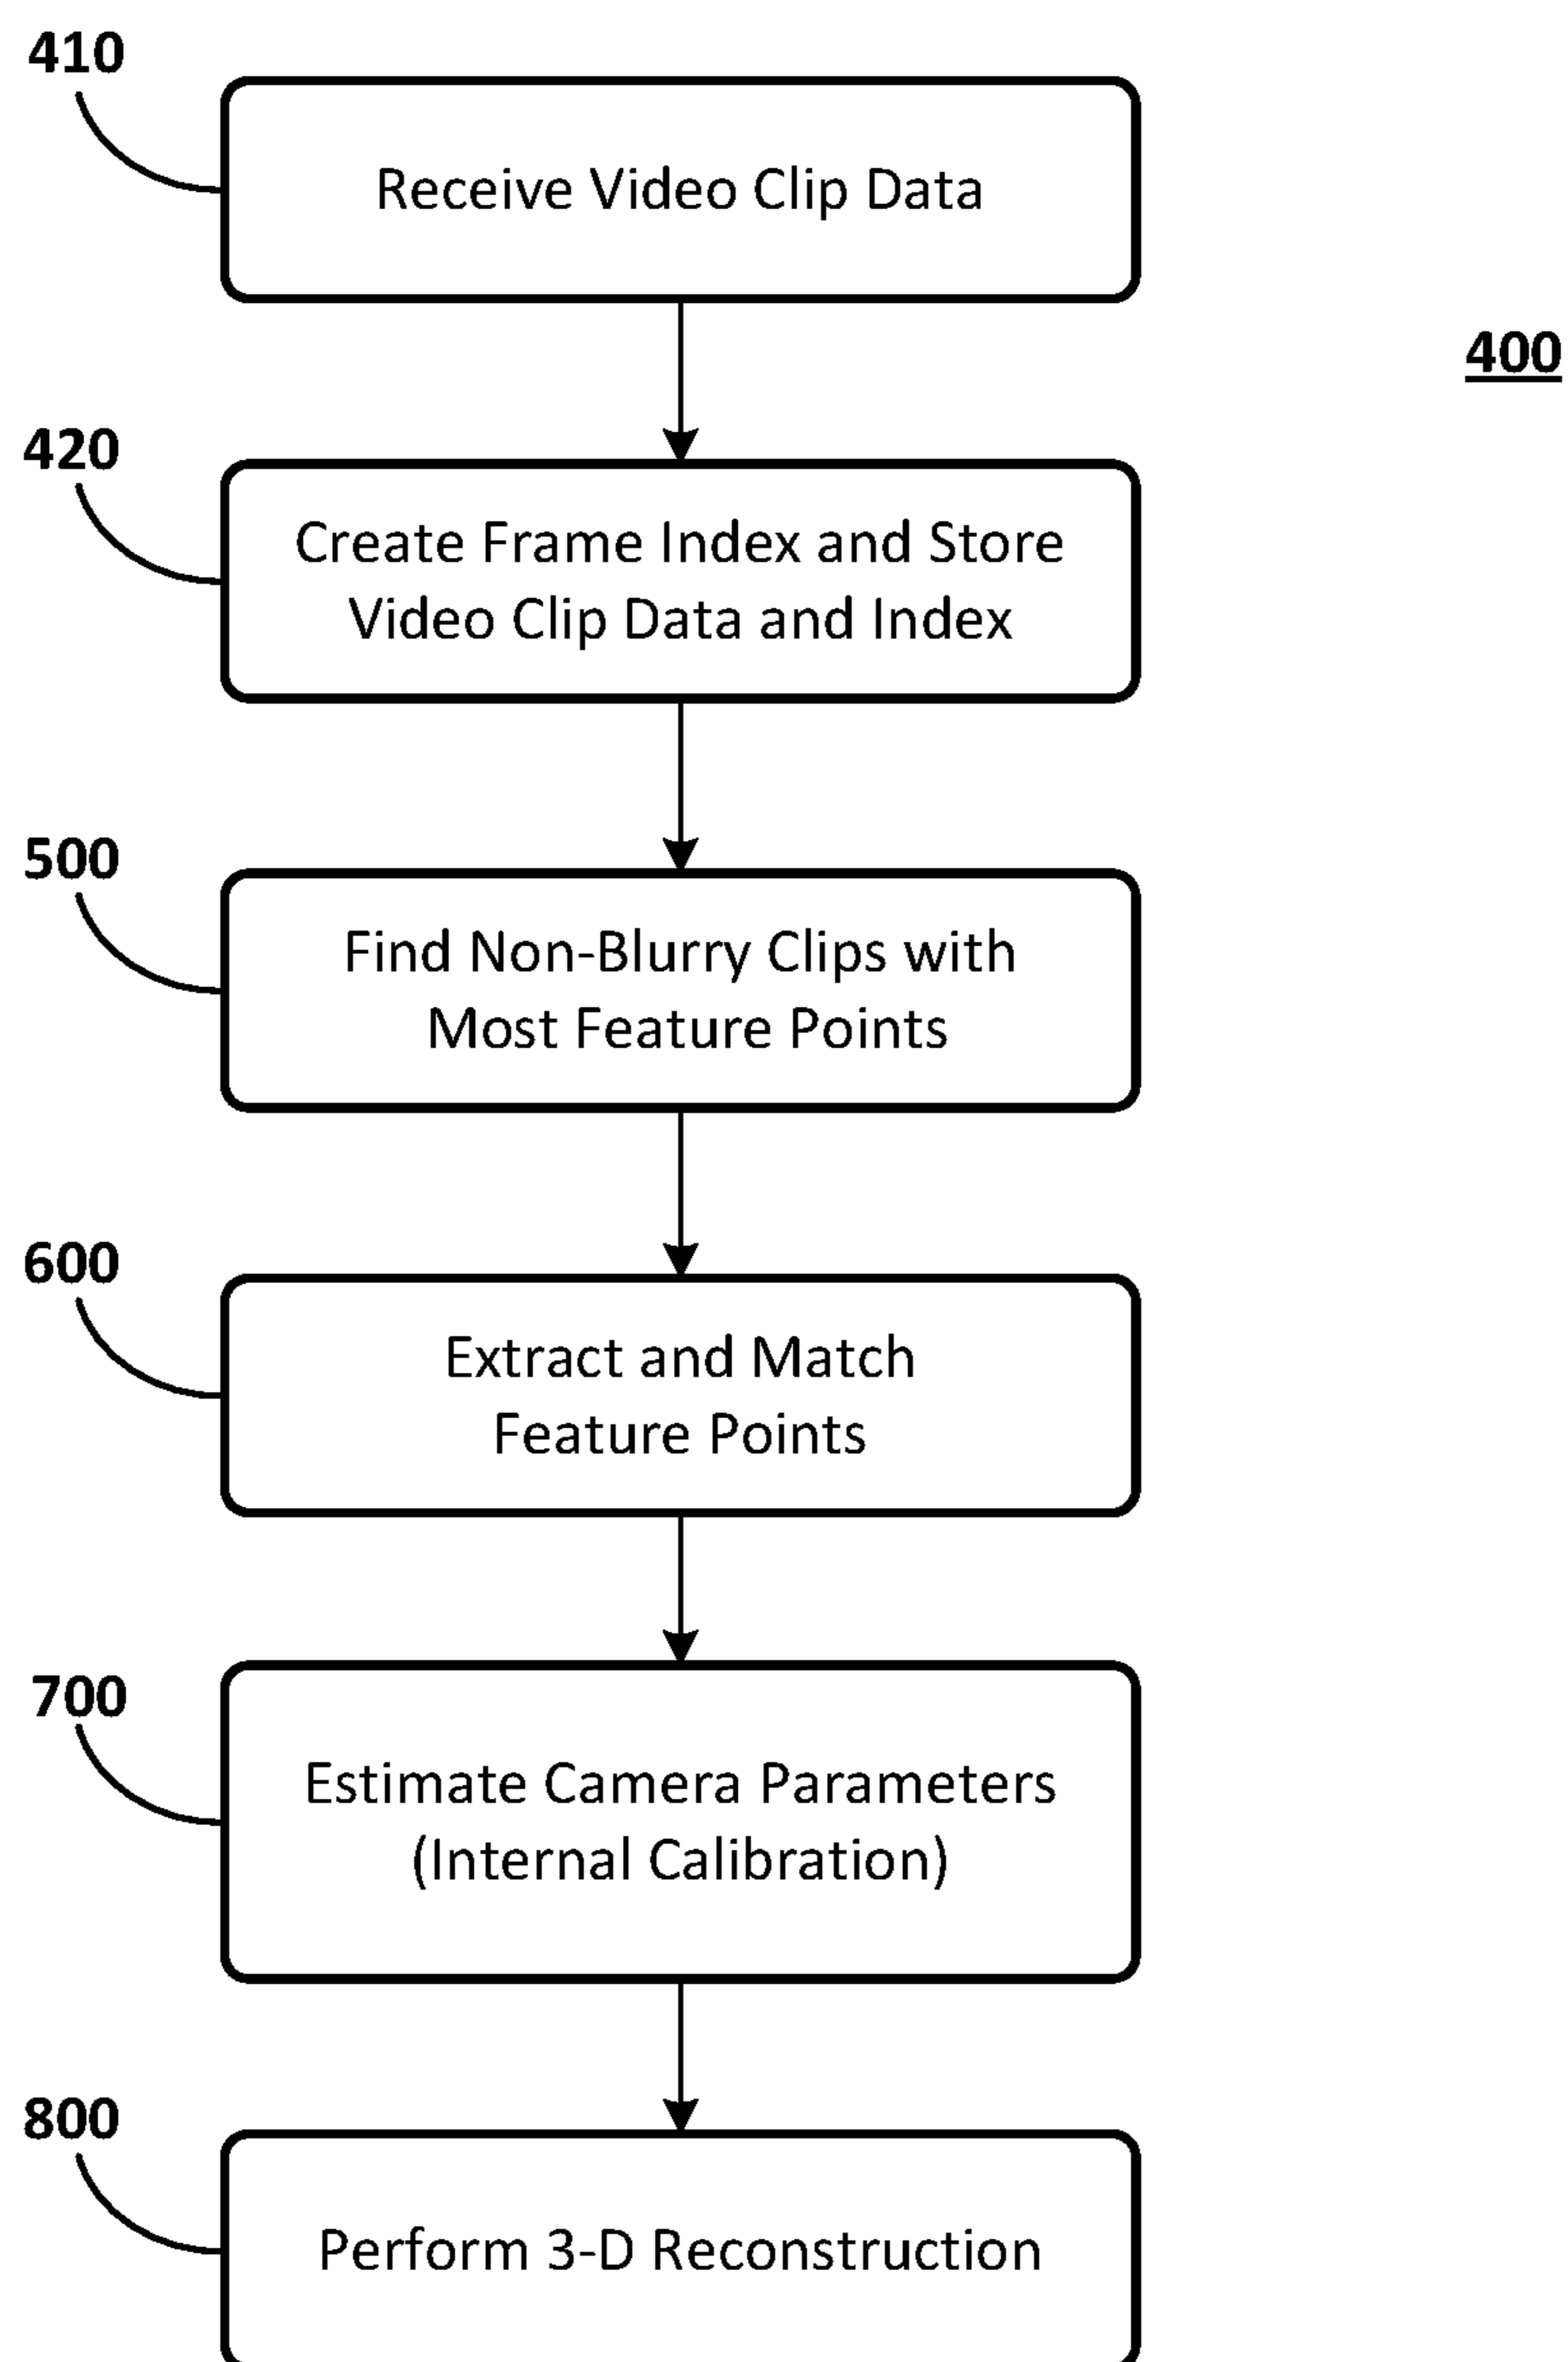 410
Receive Video Clip Data
400
420
Create Frame Index and Store
Video Clip Data and Index
500
Find Non-Blurry Clips with
Most Feature Points
600
Extract and Match
Feature Points
700
Estimate Camera Parameters
(Internal Calibration)
800
Perform 3-D Reconstruction